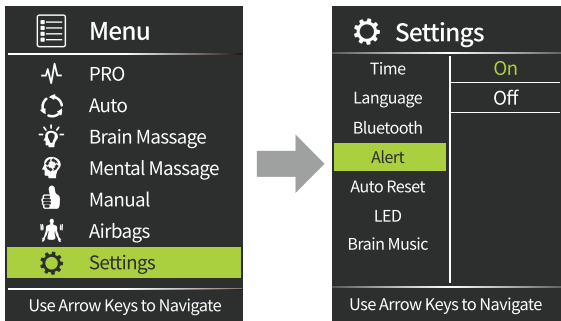 Menu
PRO
Auto
Brain Massage
Mental Massage
Manual
Airbags
Settings
Use Arrow Keys to Navigate
Settings
Time
Language
Bluetooth
Alert
Auto Reset
LED
Brain Music
On
Off
Use Arrow Keys to Navigate